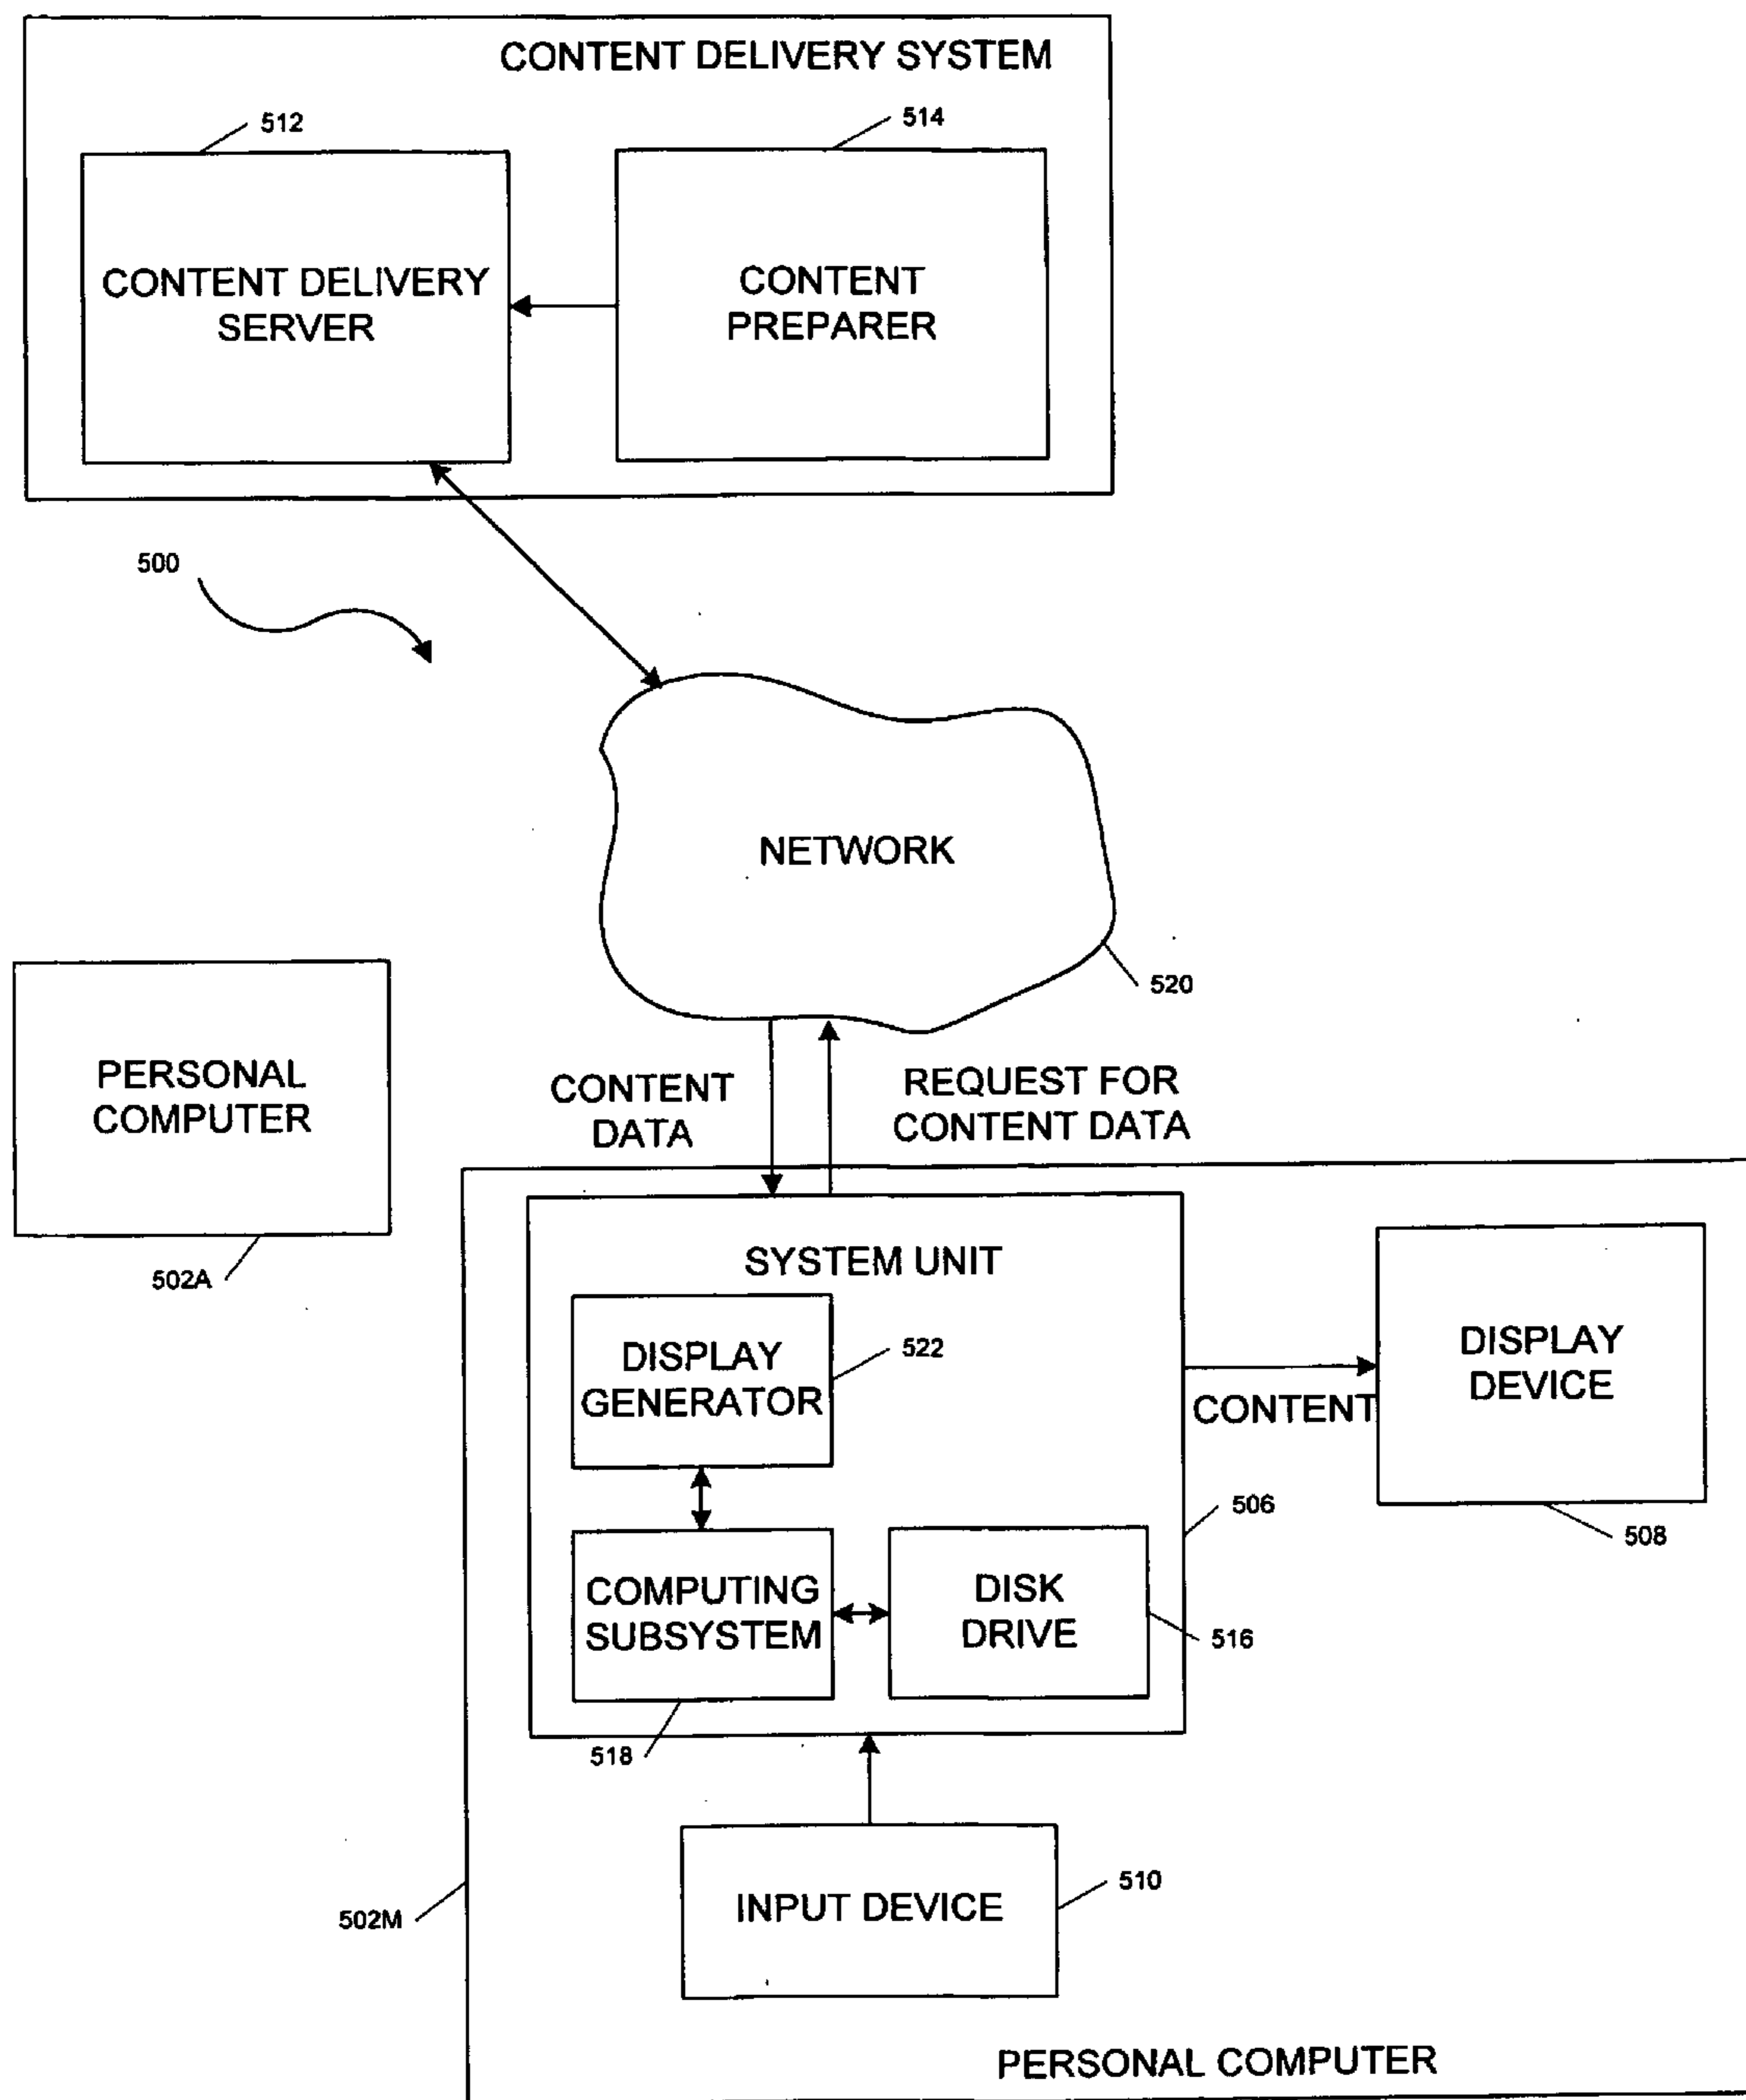 CONTENT DELIVERY SYSTEM
512
514
CONTENT DELIVERY
SERVER
CONTENT
PREPARER
500
NETWORK
520
PERSONAL
COMPUTER
502A
CONTENT
DATA
REQUEST FOR
CONTENT DATA
SYSTEM UNIT
DISPLAY
GENERATOR
522
DISPLAY
DEVICE
CONTENT
506
508
COMPUTING
SUBSYSTEM
DISK
DRIVE
516
518
INPUT DEVICE
510
502M
PERSONAL COMPUTER